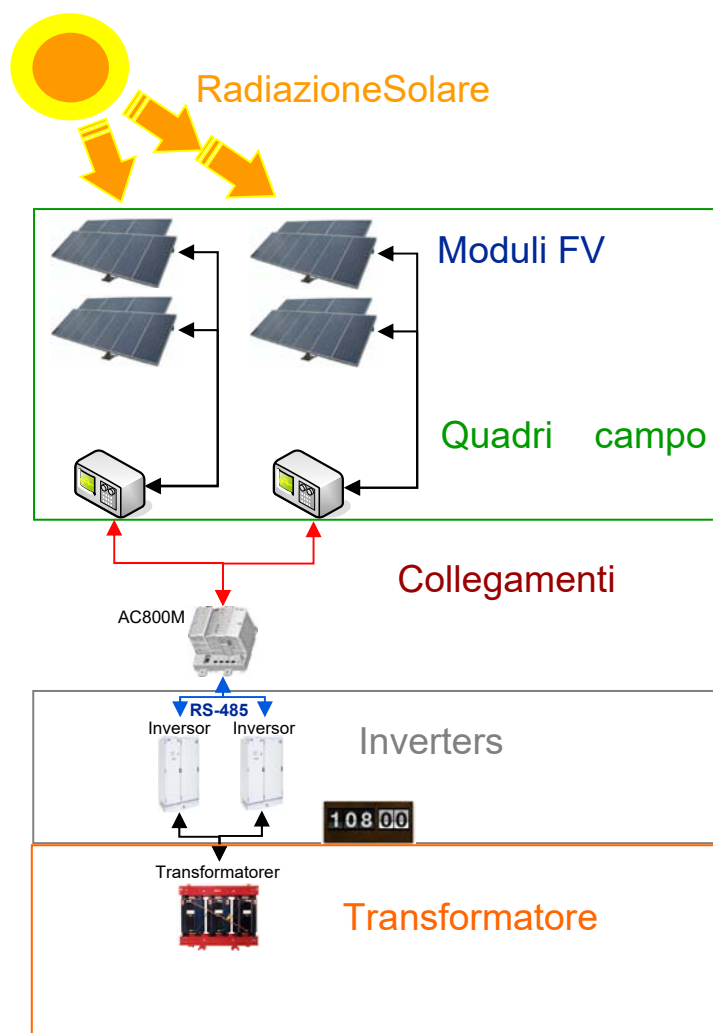 RadiazioneSolare
Moduli FV
Quadri campo
Collegamenti
AC800M
RS-485
Inversor Inversor
Inverters
10800
Transformatorer
Transformatore